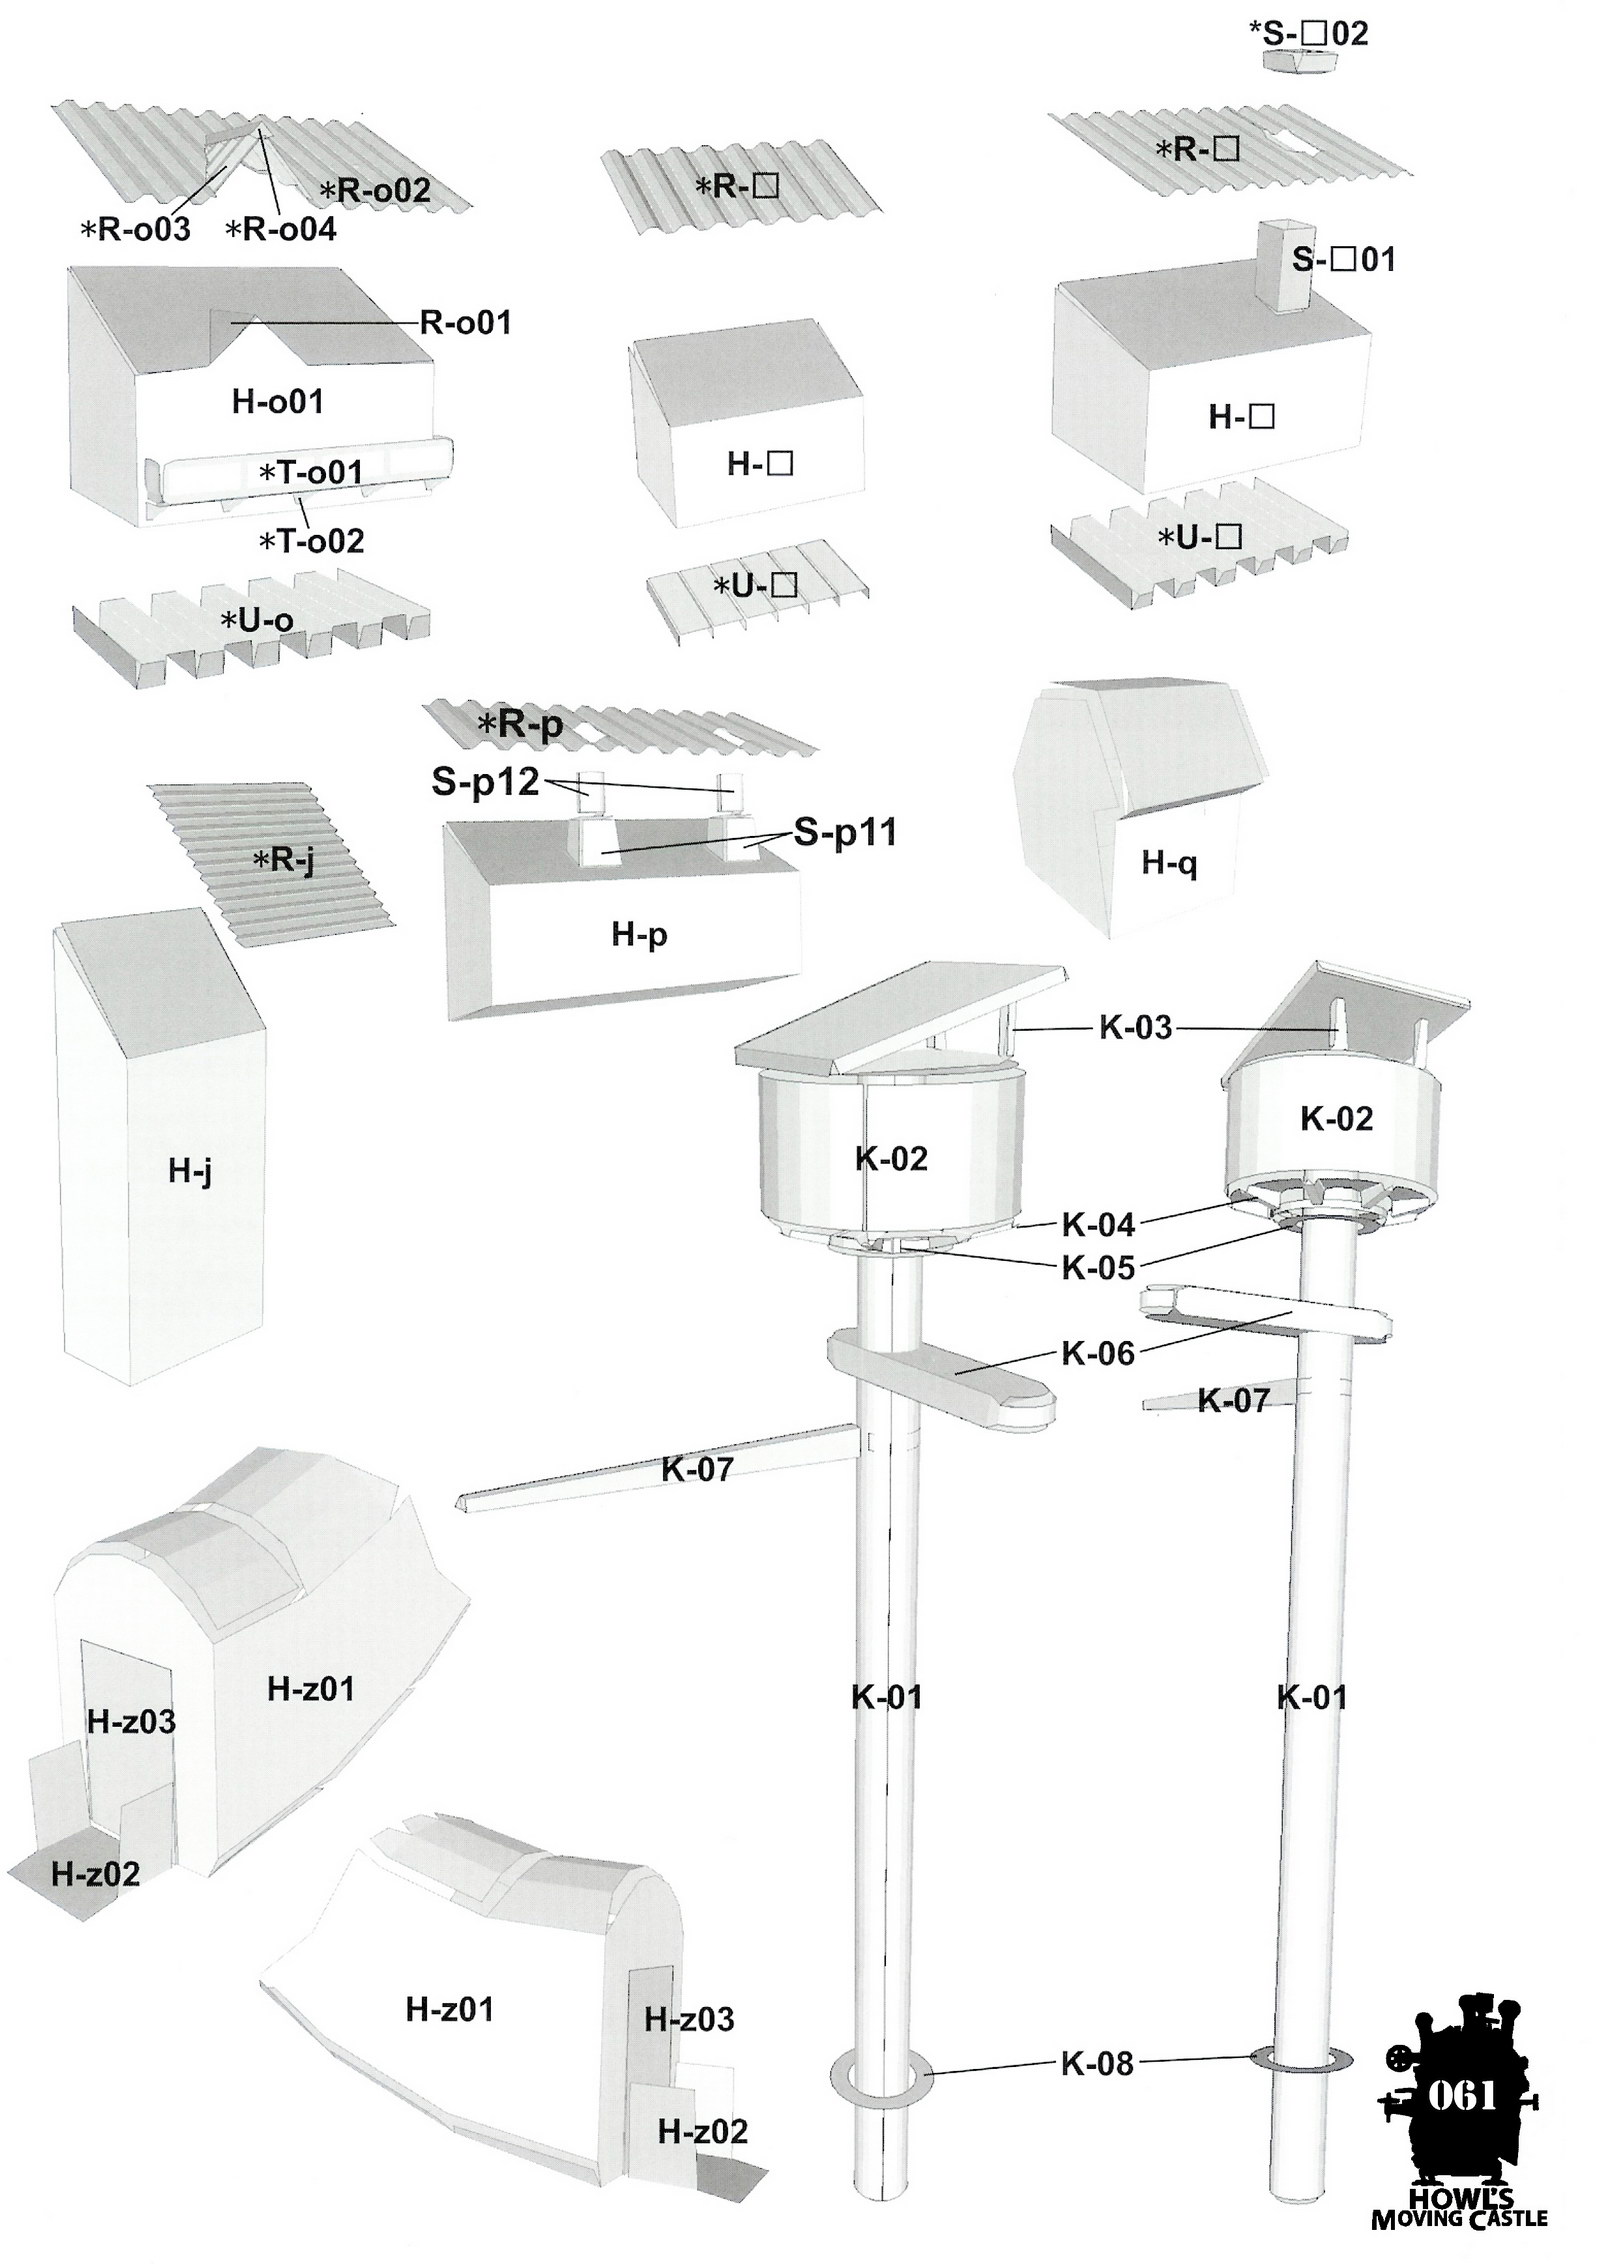 *S-□02
*R-□
*R-□
*R-o02
*R-o03
*R-o04
S-□01
R-o01
H-o01
H-□
H-□
*T-o01
*T-o02
*U-□
*U-□
*U-o
*R-p
S-p12
S-p11
*R-j
H-q
H-p
K-03
K-02
K-02
H-j
K-04
K-05
K-06
K-07
K-07
H-z01
K-01
K-01
H-z03
H-z02
H-z01
H-z03
K-08
H-z02
061
HOWL'S
MOVING CASTLE